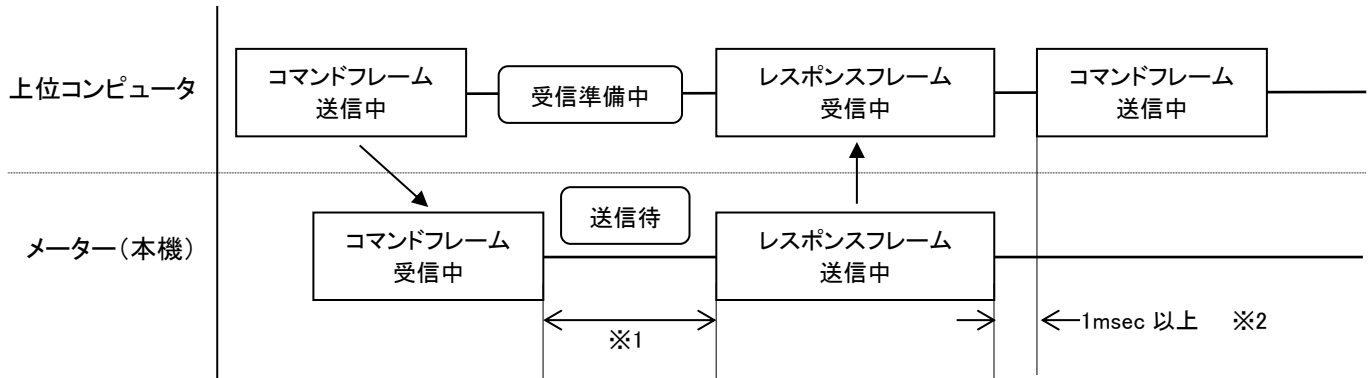 上位コンピュータ
コマンドフレーム
送信中
受信準備中
レスポンスフレーム
受信中
コマンドフレーム
送信中
メーター(本機)
コマンドフレーム
受信中
送信待
レスポンスフレーム
送信中
※1
1msec 以上 ※2